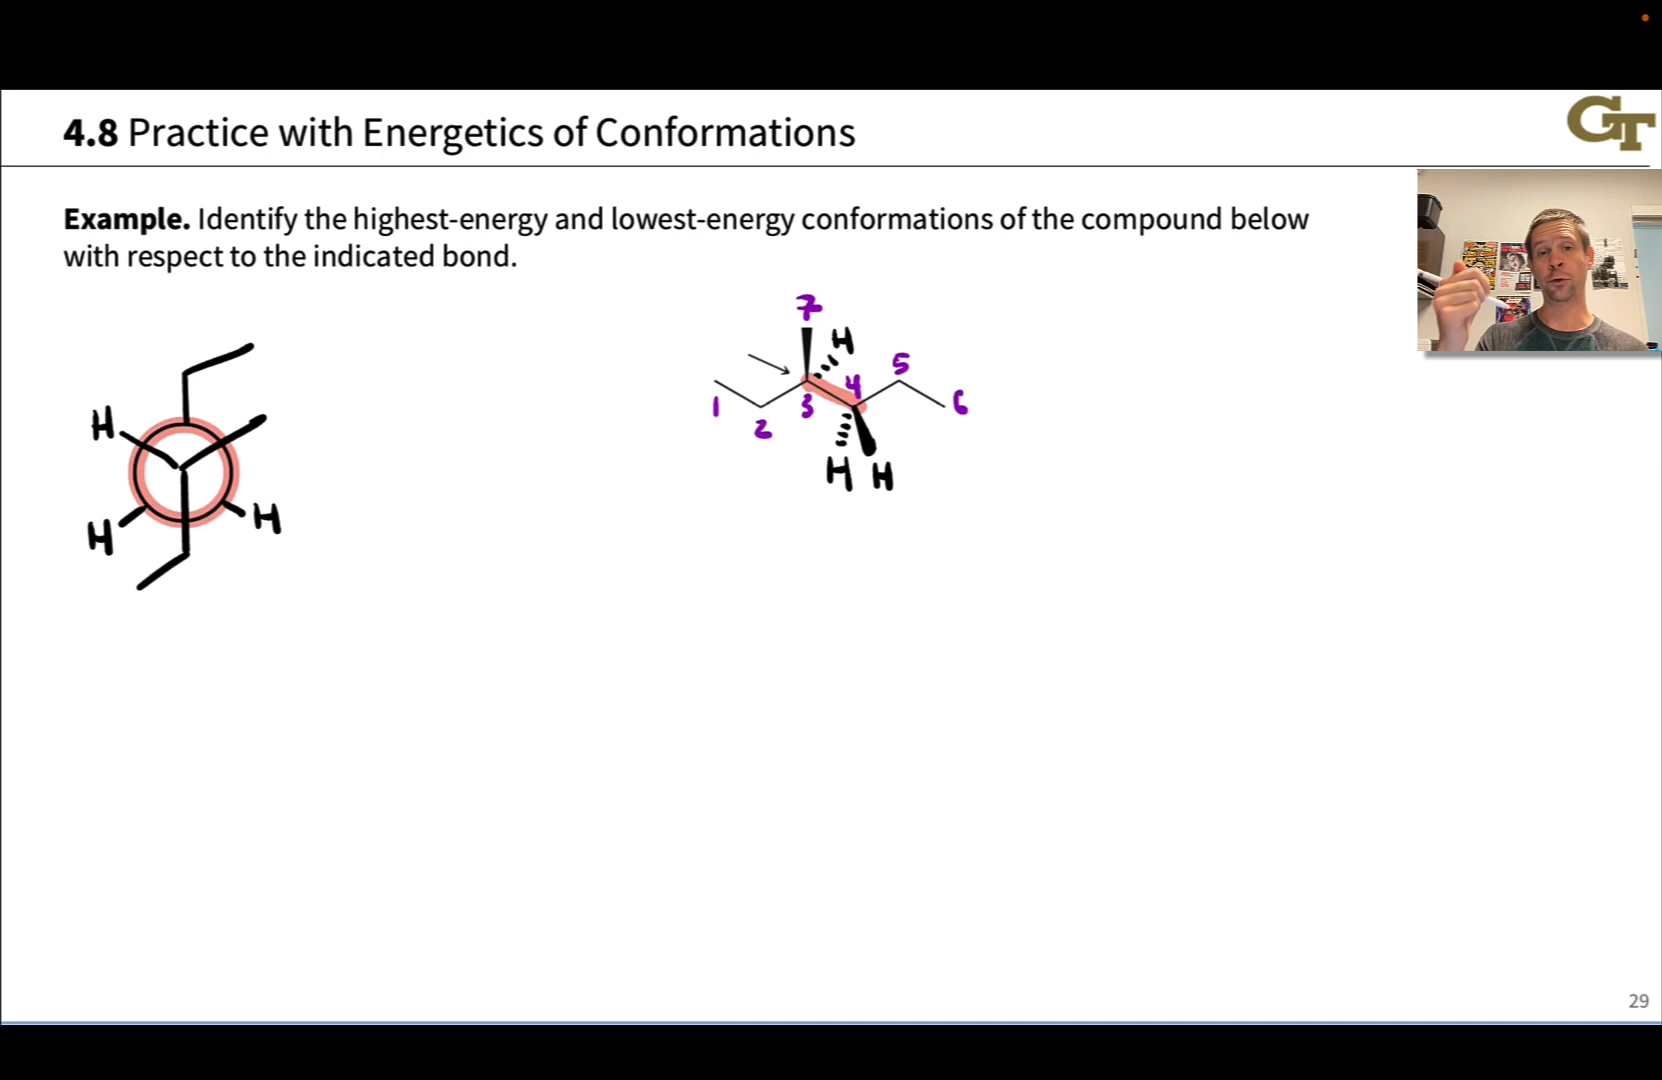 4.8 Practice with Energetics of Conformations
GT
Example. Identify the highest-energy and lowest-energy conformations of the compound below
with respect to the indicated bond.
7
H
5
4
1
3
6
2
H H
H
H
H
29